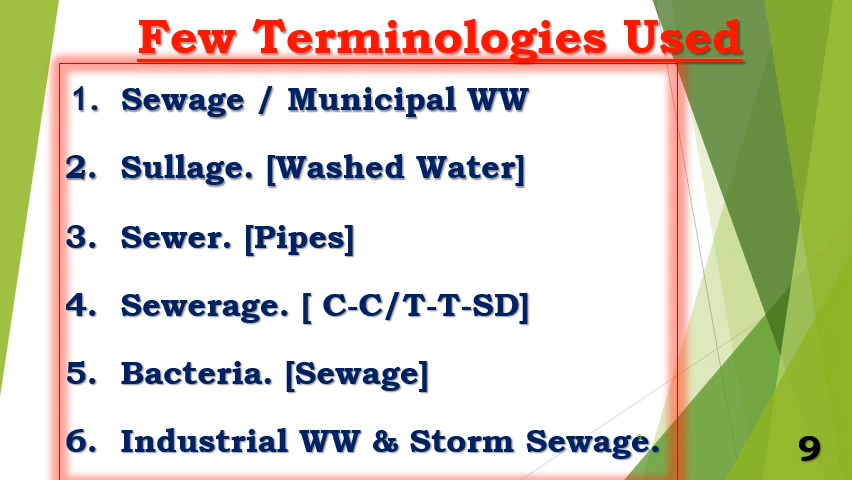 Few Terminologies Used
1. Sewage / Municipal WW
2. Sullage. [Washed Water]
3. Sewer. [Pipes]
4. Sewerage. [ C-C/T-T-SD]
5. Bacteria. [Sewage]
6. Industrial WW & Storm Sewage.
9